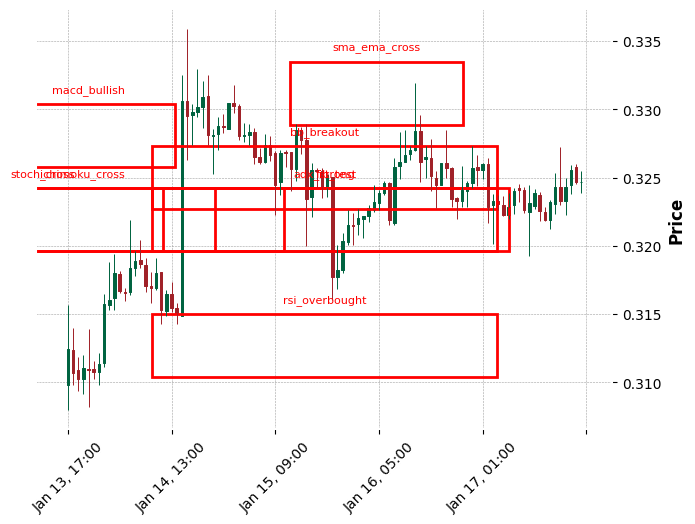 sma_ema_cross
0.335
macd_bullish
0.330
bb_breakout
0.325
ichimoku_cross
0.320
rsi_overbought
0.315
0.310
Price
Jan 13, 17:00
Jan 14, 13:00
Jan 15, 09:00
Jan 16, 05:00
Jan 17, 01:00